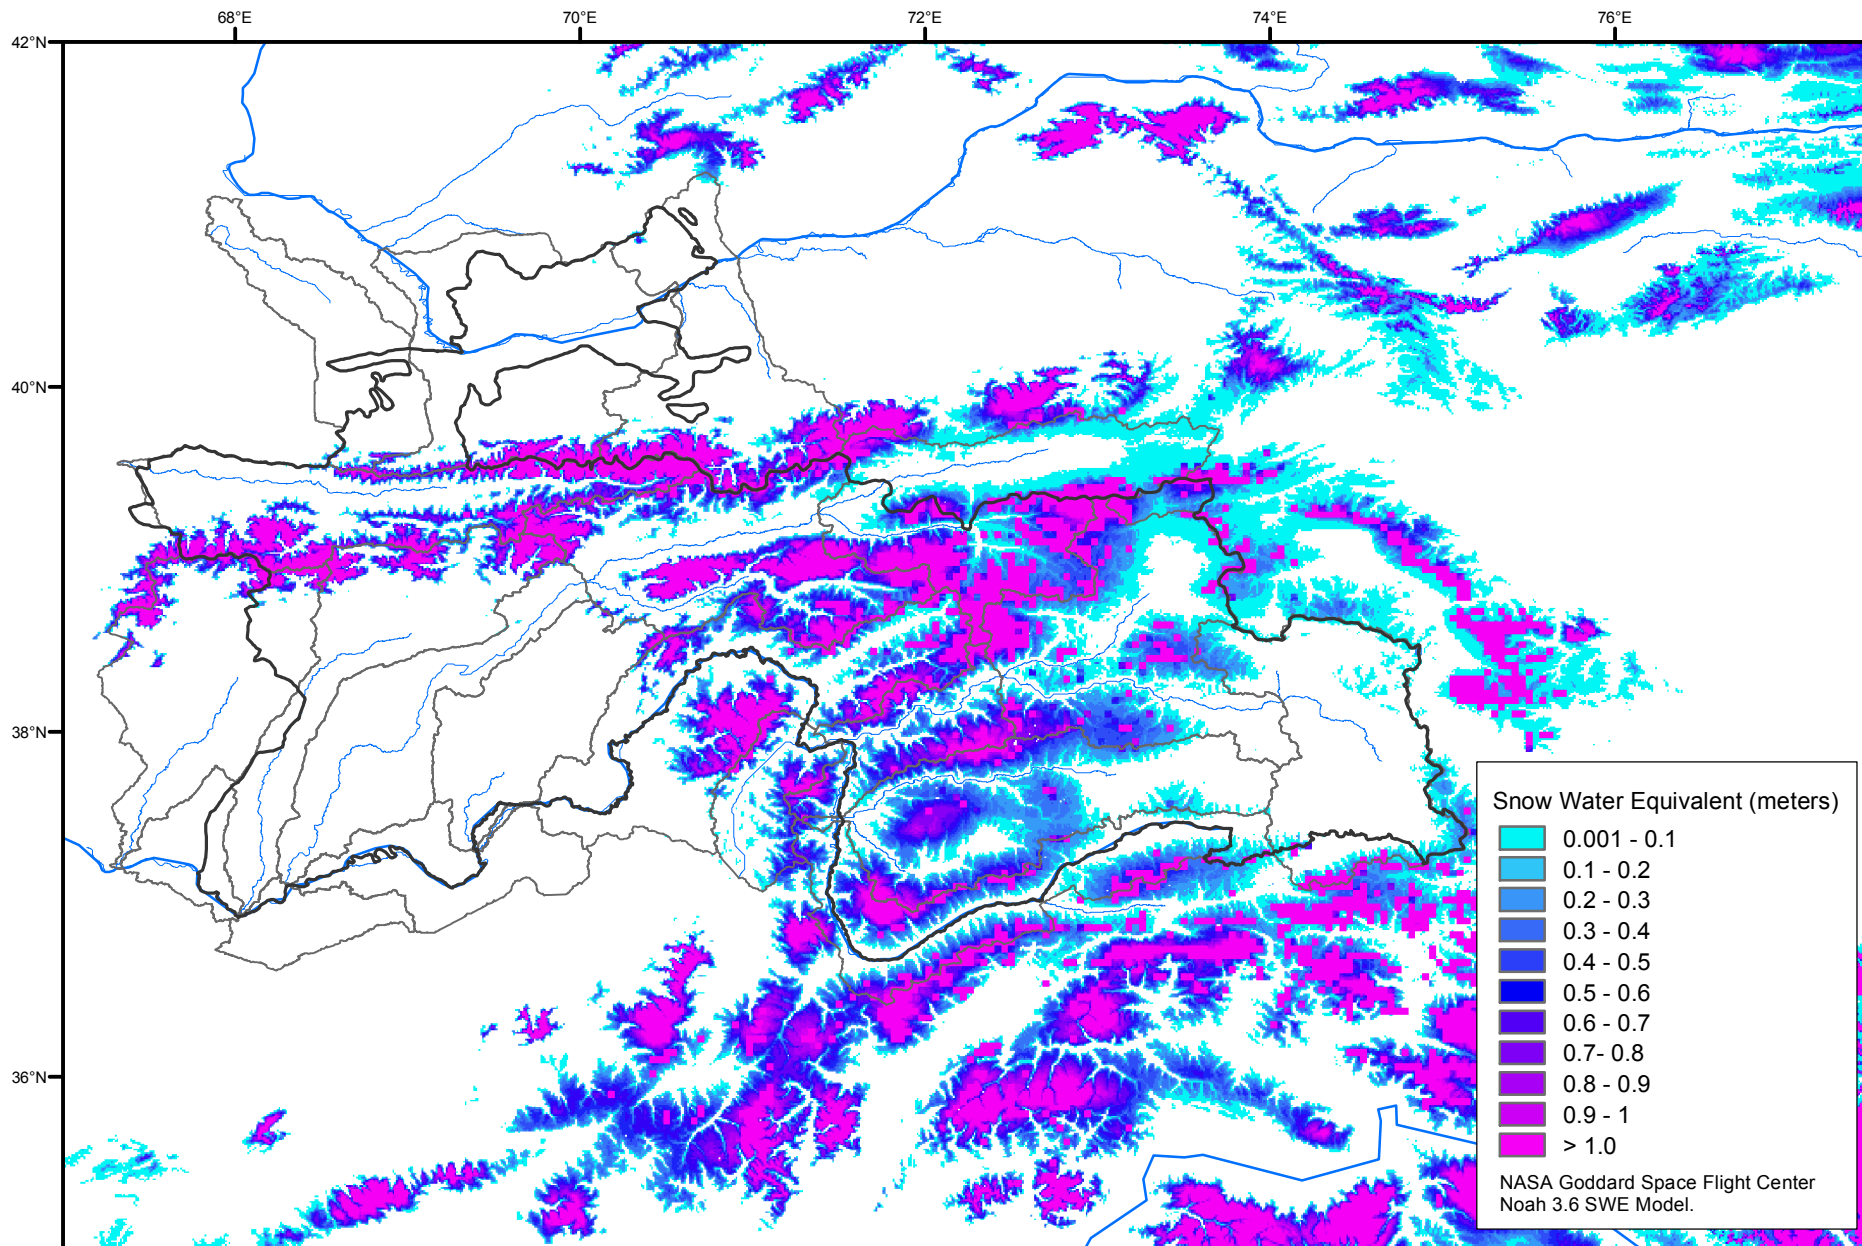 68°E
70°E
72°E
74°E
76°E
42°N
40°N
38°N
36°N
Snow Water Equivalent (meters)
0.001 - 0.1
0.1 - 0.2
0.2 - 0.3
0.3 - 0.4
0.4 - 0.5
0.5 - 0.6
0.6 - 0.7
0.7- 0.8
0.8 - 0.9
0.9 - 1
> 1.0
NASA Goddard Space Flight Center
Noah 3.6 SWE Model.